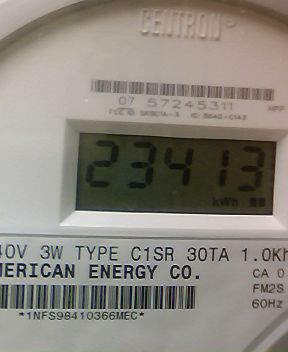 CENTRON
07 57245311
23413
kWh
40V 3W TYPE C1SR 30TA 1.0Kh
MERICAN ENERGY CO.
CA 0.
FM2S
60Hz
*1NFS98410366MEC*